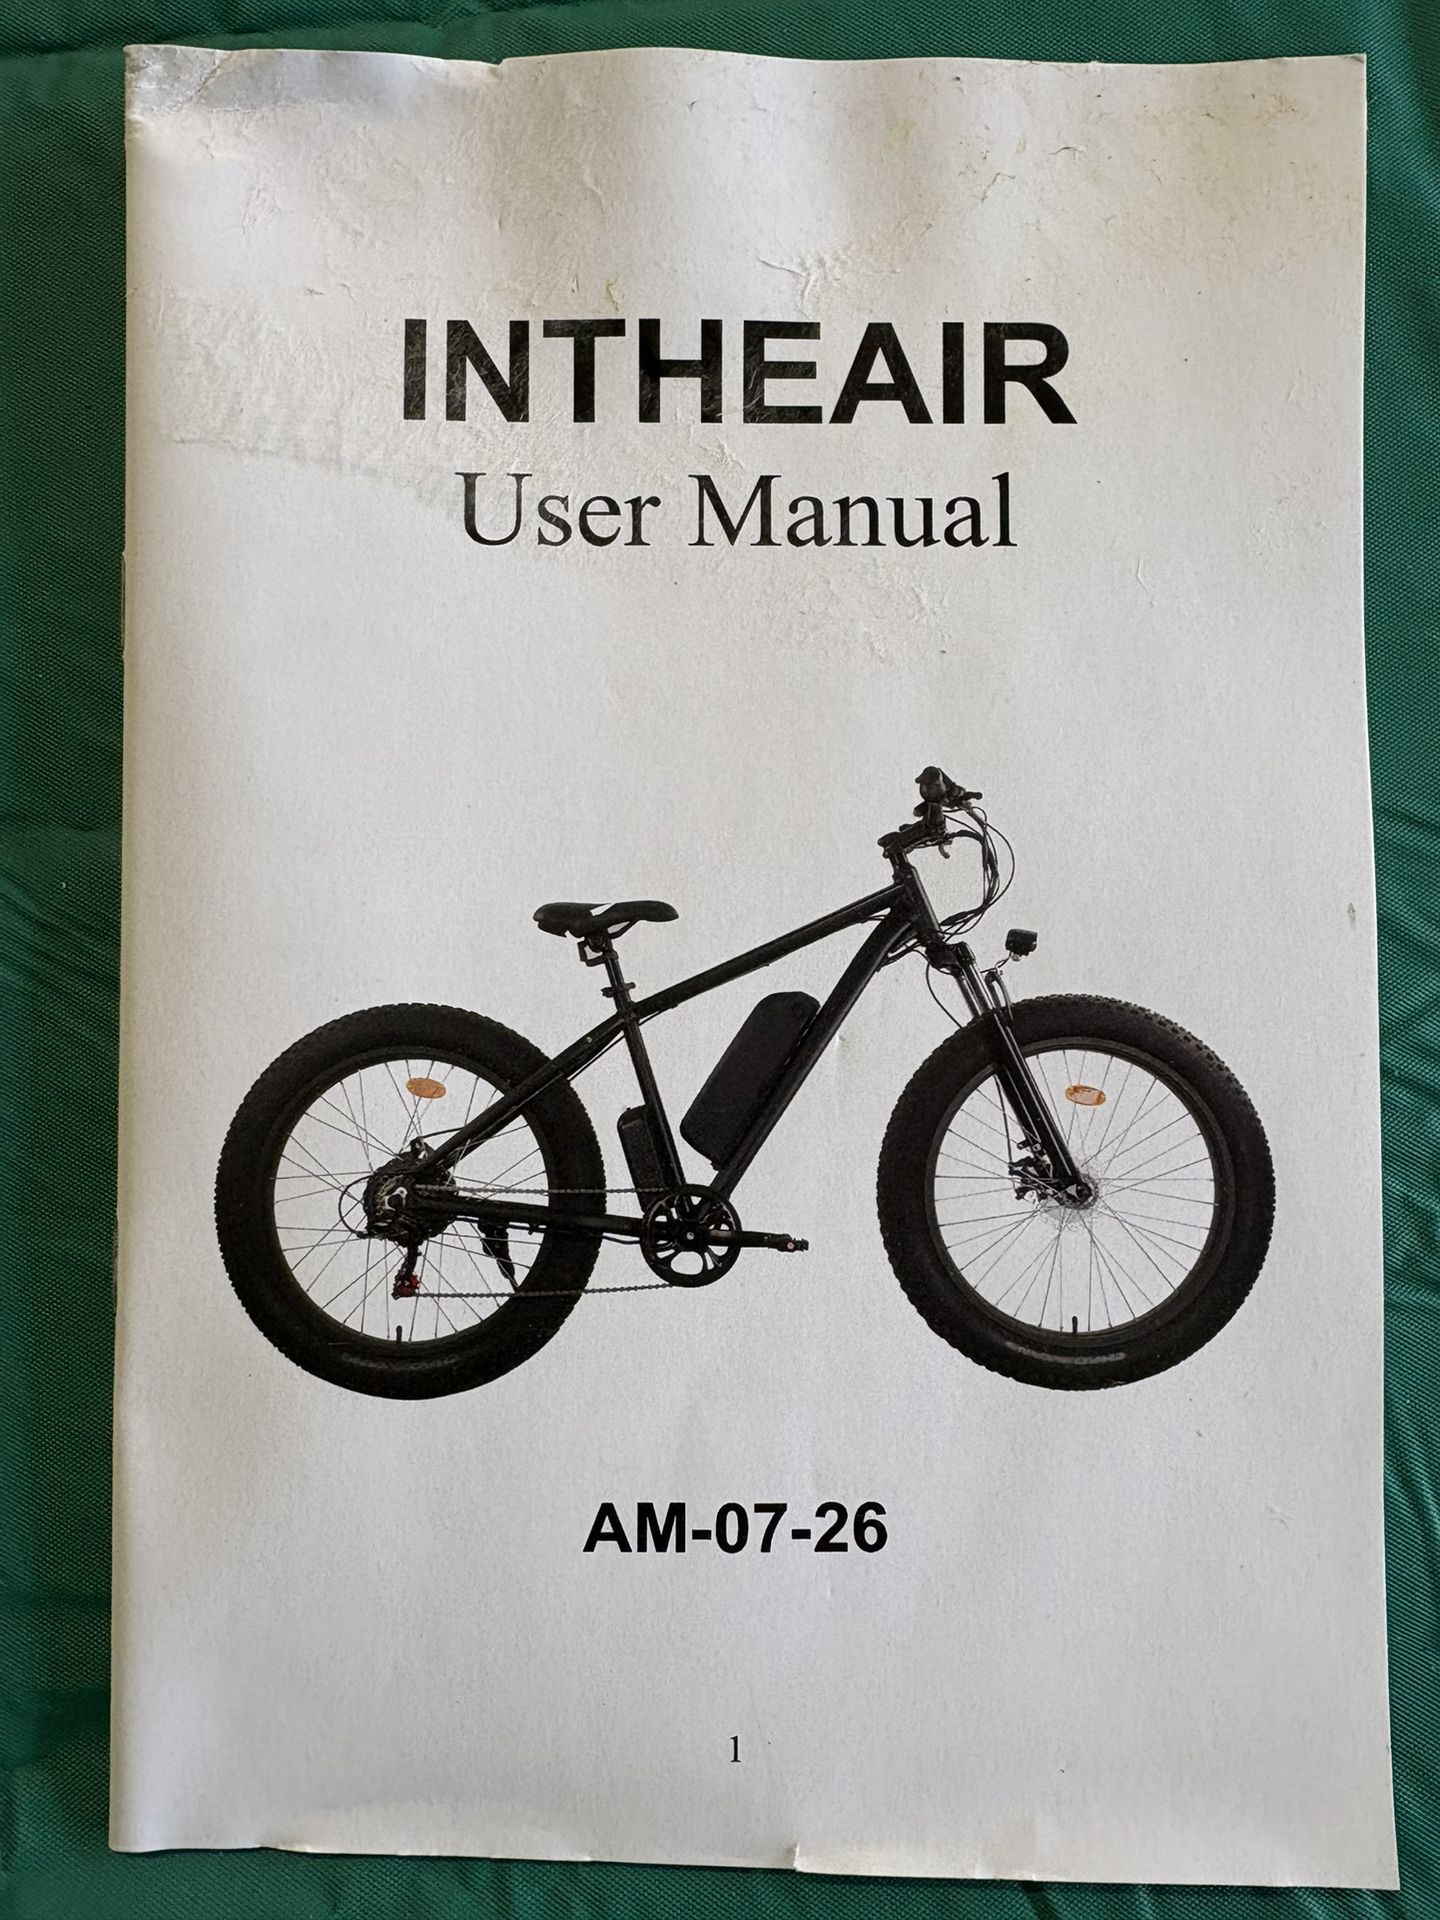 INTHEAIR
User Manual
AM-07-26
1